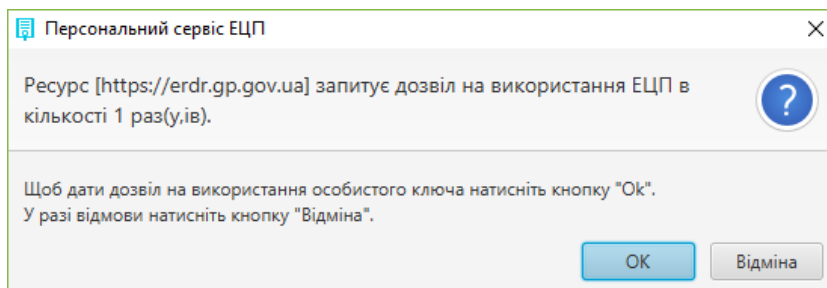 Персональний сервіс ЕЦП
Ресурс [https://erdr.gp.gov.ua] запитує дозвіл на використання ЕЦП в
кількості 1 раз(у,ів).
?
Щоб дати дозвіл на використання особистого ключа натисніть кнопку "Ok".
У разі відмови натисніть кнопку "Відміна".
OK Відміна